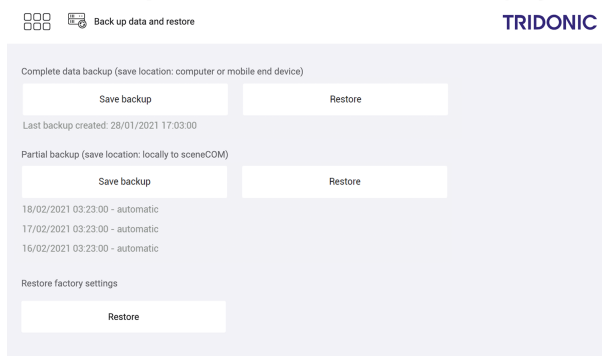 Back up data and restore
TRIDONIC
Complete data backup (save location: computer or mobile end device)
Save backup
Restore
Last backup created: 28/01/2021 17:03:00
Partial backup (save location: locally to sceneCOM)
Save backup
Restore
18/02/2021 03:23:00 - automatic
17/02/2021 03:23:00 - automatic
16/02/2021 03:23:00 - automatic
Restore factory settings
Restore